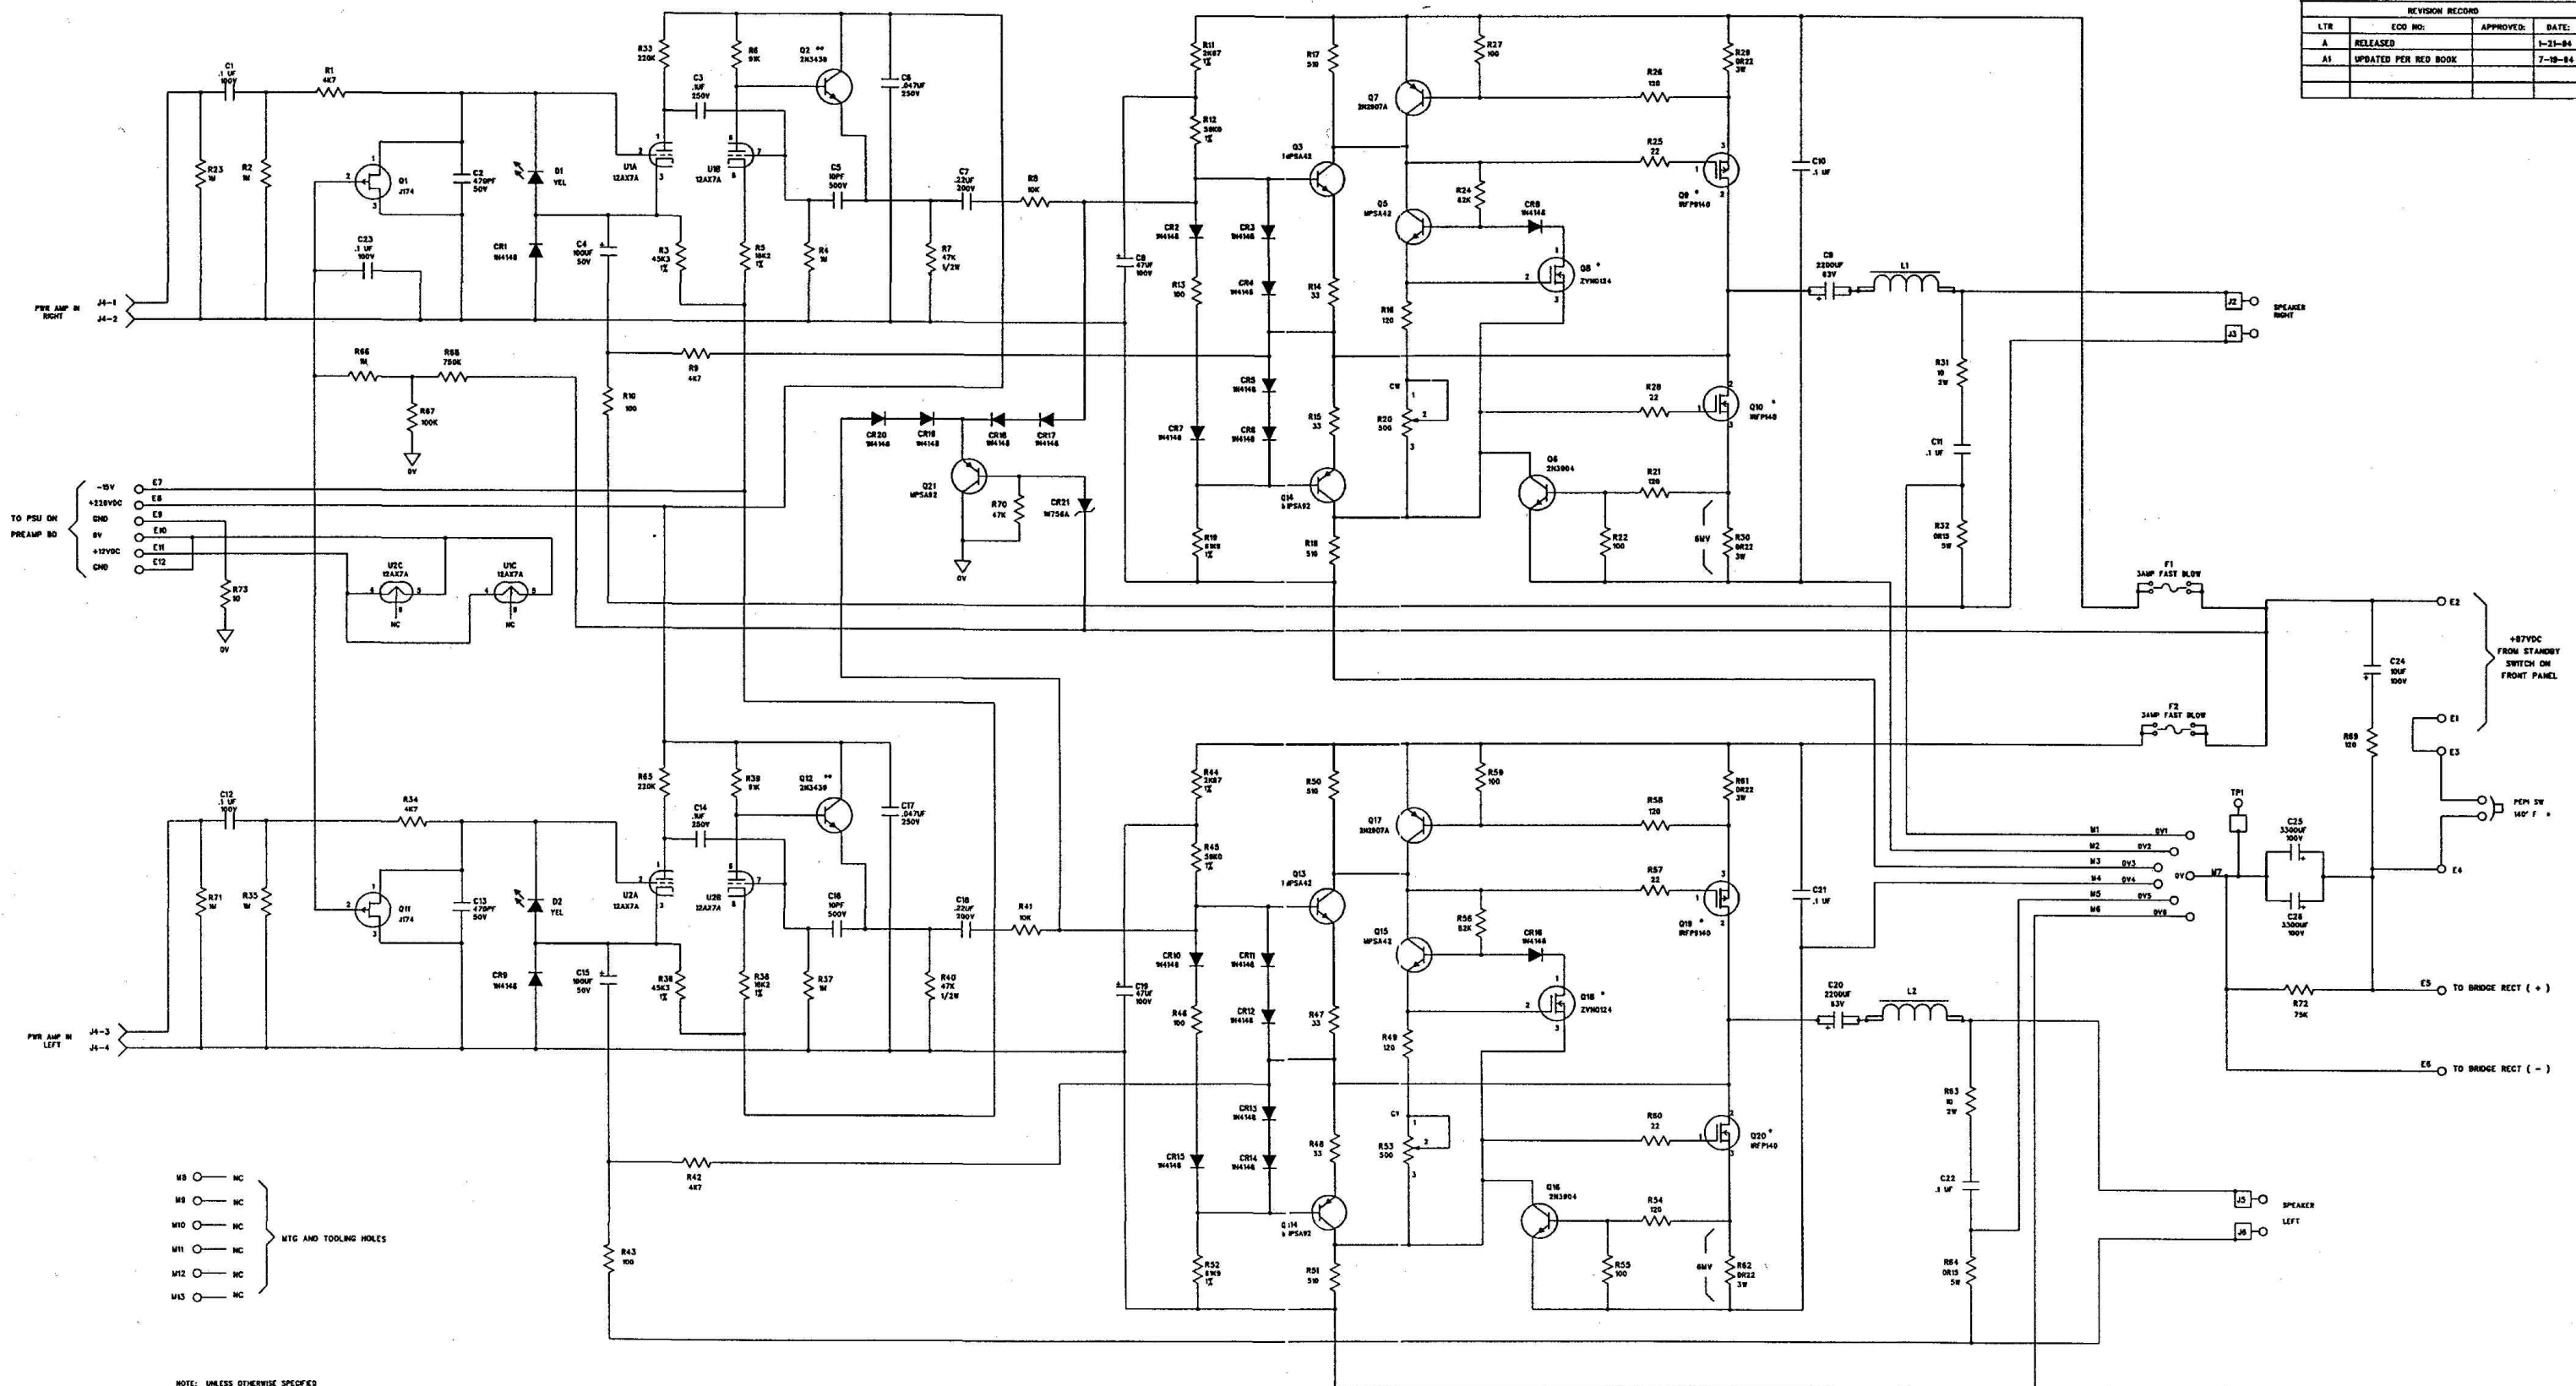 REVISION RECORD
LTR ECO NO: APPROVED: DATE:
A RELEASED 1-21-94
A1 UPDATED PER RED BOOK 7-19-94
C1
.1 UF
100V
R1
4K7
R23
1M
R2
1M
Q1
J174
C2
470PF
50V
D1
YEL
CR1
1N4148
C23
.1 UF
100V
R33
220K
C3
.1UF
250V
R6
91K
Q2 **
2N3439
C6
.047UF
250V
U1A
12AX7A
U1B
12AX7A
C4
100UF
50V
R3
45K3
1%
R5
18K2
1%
R4
1M
C5
10PF
500V
R7
47K
1/2W
C7
.22UF
200V
R8
10K
PWR AMP IN
RIGHT
J4-1
J4-2
R66
1M
R68
750K
R67
100K
0V
R9
4K7
R10
100
CR20
1N4148
CR19
1N4148
CR18
1N4148
CR17
1N4148
Q21
MPSA92
R70
47K
CR21
1N756A
0V
TO PSU ON
PREAMP BD
-15V E7
+220VDC E8
GND E9
0V E10
+12VDC E11
GND E12
R73
10
0V
U2C
12AX7A
NC
U1C
12AX7A
NC
R11
2K87
1%
R12
R17
510
C8
47UF
100V
CR2
1N4148
CR3
1N4148
R13
100
CR4
1N4148
R14
33
CR5
1N4148
CR7
1N4148
CR6
1N4148
R15
33
R19
1%
R18
510
Q3
Q14
Q7
2N2907A
Q5
MPSA42
R27
100
R26
120
R25
22
R24
82K
CR8
1N4148
Q8 *
R16
120
CW
R20
500
R29
0R22
3W
Q9 *
IRFP9140
R28
22
Q10 *
IRFP140
Q6
2N3904
R21
120
R22
100
6MV
R30
0R22
3W
C10
.1 UF
C9
2200UF
63V
L1
R31
10
2W
C11
.1 UF
R32
0R15
5W
J2
J3
SPEAKER
RIGHT
F1
3AMP FAST BLOW
F2
3AMP FAST BLOW
E2
+87VDC
FROM STANDBY
SWITCH ON
FRONT PANEL
C24
10UF
100V
R69
120
E1
E3
PEPI SW
140° F *
E4
TP1
M1 0V1
M2 0V2
M3 0V3
M4 0V4
M5 0V5
M6 0V6
0V M7
C25
3300UF
100V
C26
3300UF
100V
R72
75K
E5 TO BRIDGE RECT ( + )
E6 TO BRIDGE RECT ( - )
C12
.1 UF
100V
R34
4K7
R71
1M
R35
1M
Q11
J174
C13
470PF
50V
D2
YEL
CR9
1N4148
R65
220K
C14
.1UF
250V
R39
91K
Q12 **
2N3439
C17
.047UF
250V
U2A
12AX7A
U2B
12AX7A
C15
100UF
50V
R36
45K3
1%
R38
18K2
1%
R37
1M
C16
10PF
500V
R40
47K
1/2W
C18
.22UF
200V
R41
10K
PWR AMP IN
LEFT
J4-3
J4-4
R42
4K7
R43
100
R44
2K87
1%
R45
R50
510
C19
47UF
100V
CR10
1N4148
CR11
1N4148
R46
100
CR12
1N4148
R47
33
CR13
1N4148
CR15
1N4148
CR14
1N4148
R48
33
R52
1%
R51
510
Q13
Q17
2N2907A
Q15
MPSA42
R59
100
R58
120
R57
22
R56
82K
CR16
1N4148
Q18 *
R49
120
R53
500
R61
0R22
3W
Q19 *
IRFP9140
R60
22
Q20 *
IRFP140
Q16
2N3904
R54
120
R55
100
6MV
R62
0R22
3W
C21
.1 UF
C20
2200UF
63V
L2
R63
10
2W
C22
.1 UF
R64
0R15
5W
J5
J6
SPEAKER
LEFT
M8 NC
M9 NC
M10 NC
M11 NC
M12 NC
M13 NC
MTG AND TOOLING HOLES
NOTE: UNLESS OTHERWISE SPECIFIED